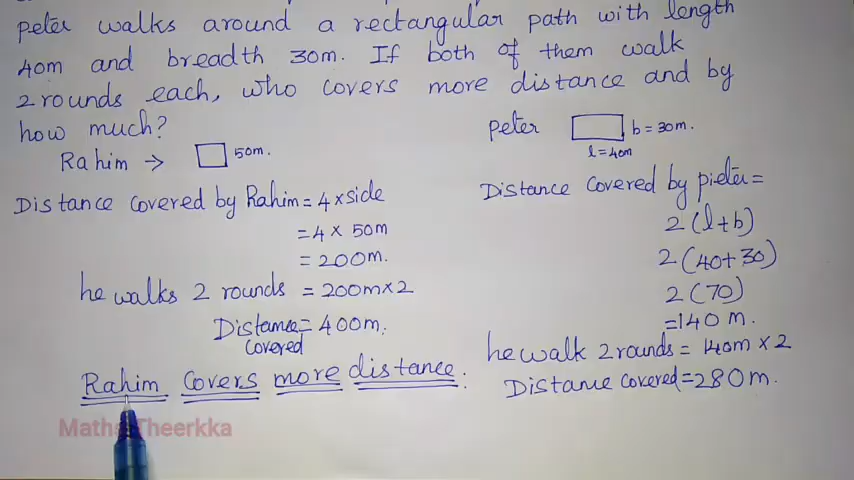 peter walks around a rectangular path with length
40m and breadth 30m. If both of them walk
2 rounds each, who covers more distance and by
how much?
Rahim → 50m.
Distance covered by Rahim = 4 × side
= 4 × 50m
= 200m.
he walks 2 rounds = 200m × 2
Distance = 400m.
covered
Rahim covers more distance :
peter b = 30m.
l = 40m
Distance covered by pieter =
2 (l + b)
2 (40 + 30)
2 (70)
= 140 m.
he walk 2 rounds = 140m × 2
Distance covered = 280m.
Maths Theerkka